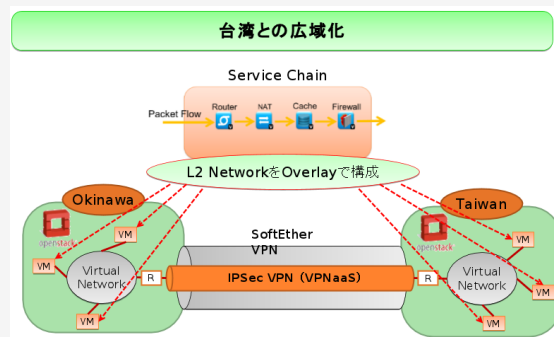 台湾との広域化
Service Chain
Packet Flow
Router
NAT
Cache
Firewall
L2 NetworkをOverlayで構成
Okinawa
Taiwan
openstack
openstack
SoftEther
VPN
VM
VM
VM
Virtual
Network
R
IPSec VPN（VPNaaS）
R
Virtual
Network
VM
VM
VM